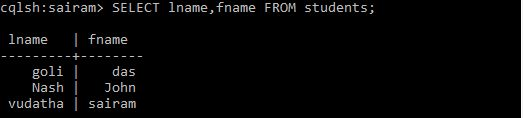 cqlsh:sairam> SELECT lname,fname FROM students;
 lname   | fname
---------+--------
    goli |    das
    Nash |   John
 vudatha | sairam